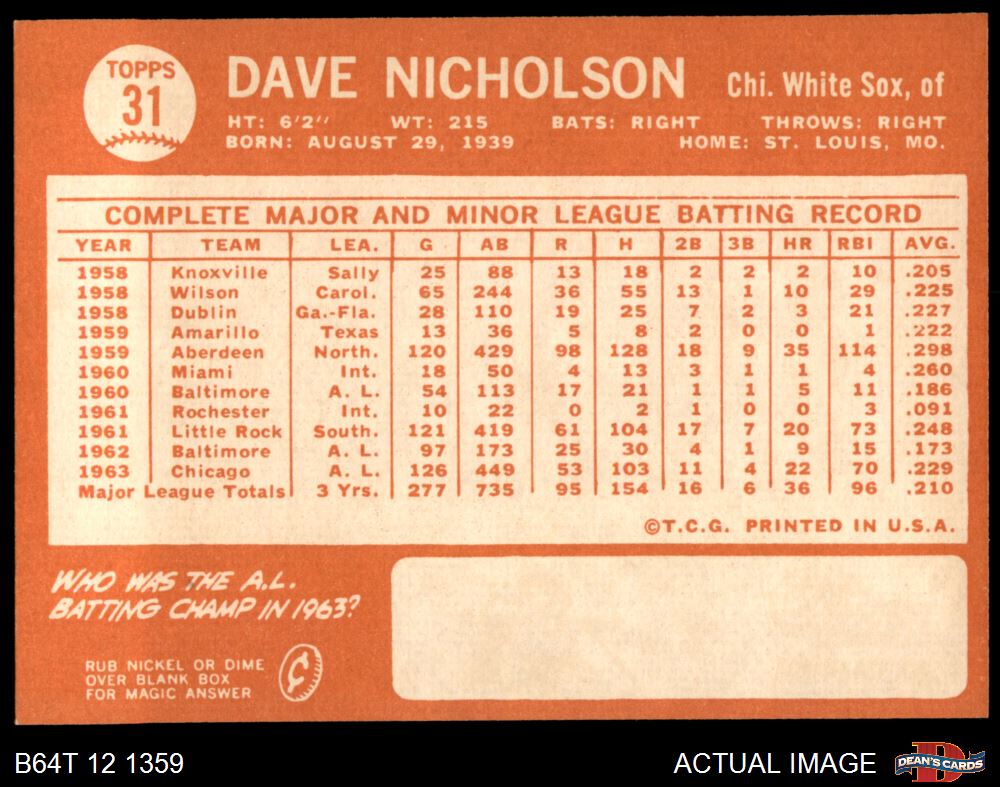 TOPPS
31
DAVE NICHOLSON
Chi. White Sox, of
HT: 6'2" WT: 215 BATS: RIGHT THROWS: RIGHT
BORN: AUGUST 29, 1939 HOME: ST. LOUIS, MO.
COMPLETE MAJOR AND MINOR LEAGUE BATTING RECORD
YEAR TEAM LEA. G AB R H 2B 3B HR RBI AVG.
1958 Knoxville Sally 25 88 13 18 2 2 2 10 .205
1958 Wilson Carol. 65 244 36 55 13 1 10 29 .225
1958 Dublin Ga.-Fla. 28 110 19 25 7 2 3 21 .227
1959 Amarillo Texas 13 36 5 8 2 0 0 1 .222
1959 Aberdeen North. 120 429 98 128 18 9 35 114 .298
1960 Miami Int. 18 50 4 13 3 1 1 4 .260
1960 Baltimore A. L. 54 113 17 21 1 1 5 11 .186
1961 Rochester Int. 10 22 0 2 1 0 0 3 .091
1961 Little Rock South. 121 419 61 104 17 7 20 73 .248
1962 Baltimore A. L. 97 173 25 30 4 1 9 15 .173
1963 Chicago A. L. 126 449 53 103 11 4 22 70 .229
Major League Totals 3 Yrs. 277 735 95 154 16 6 36 96 .210
©T.C.G. PRINTED IN U.S.A.
WHO WAS THE A.L.
BATTING CHAMP IN 1963?
RUB NICKEL OR DIME
OVER BLANK BOX
FOR MAGIC ANSWER
¢
B64T 12 1359
ACTUAL IMAGE
D
DEAN'S CARDS